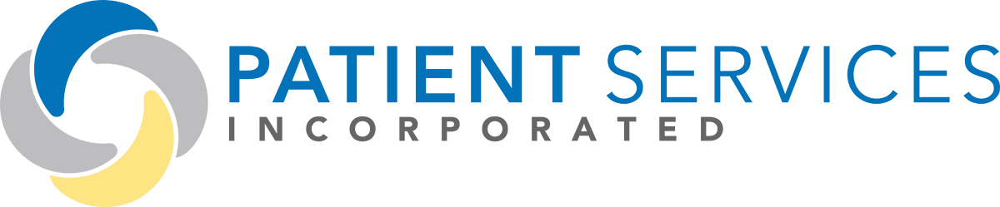 PATIENT SERVICES
INCORPORATED